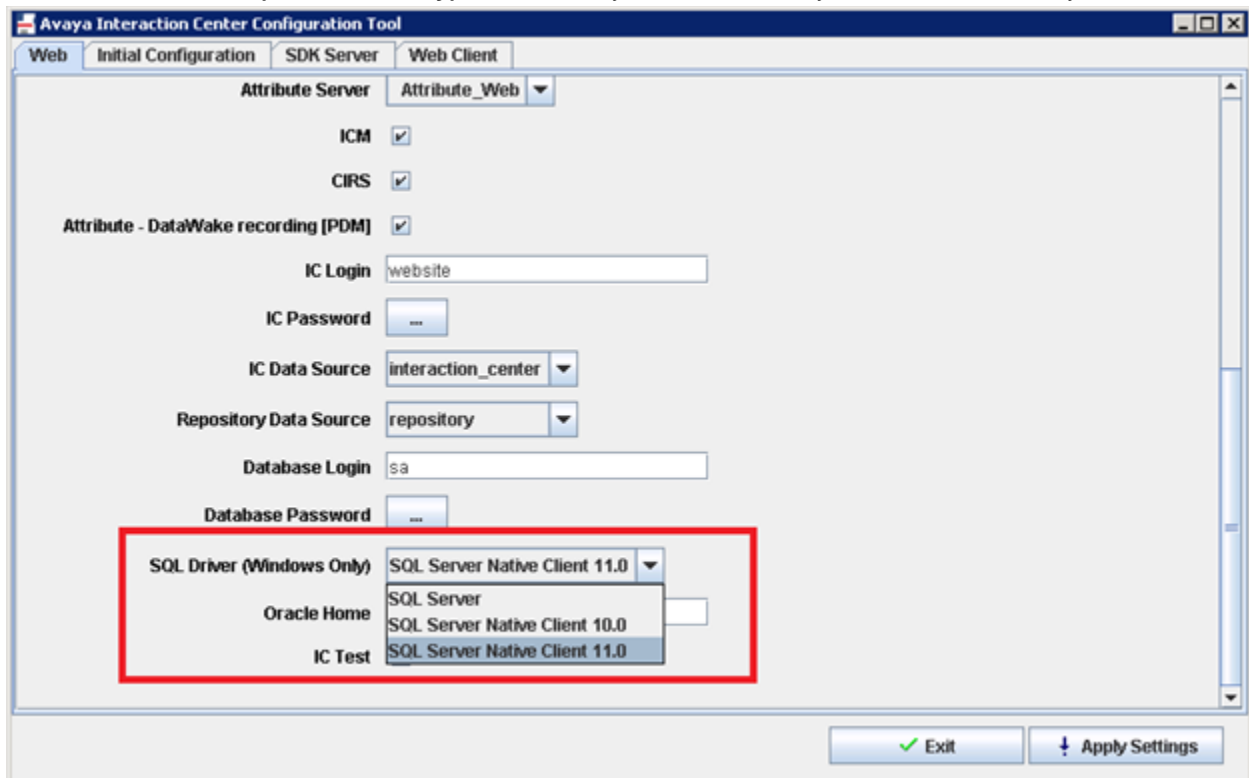 Avaya Interaction Center Configuration Tool
Web Initial Configuration SDK Server Web Client
Attribute Server Attribute_Web
ICM
CIRS
Attribute - DataWake recording [PDM]
IC Login website
IC Password ...
IC Data Source interaction_center
Repository Data Source repository
Database Login sa
Database Password ...
SQL Driver (Windows Only) SQL Server Native Client 11.0
SQL Server
Oracle Home
SQL Server Native Client 10.0
IC Test SQL Server Native Client 11.0
Exit Apply Settings